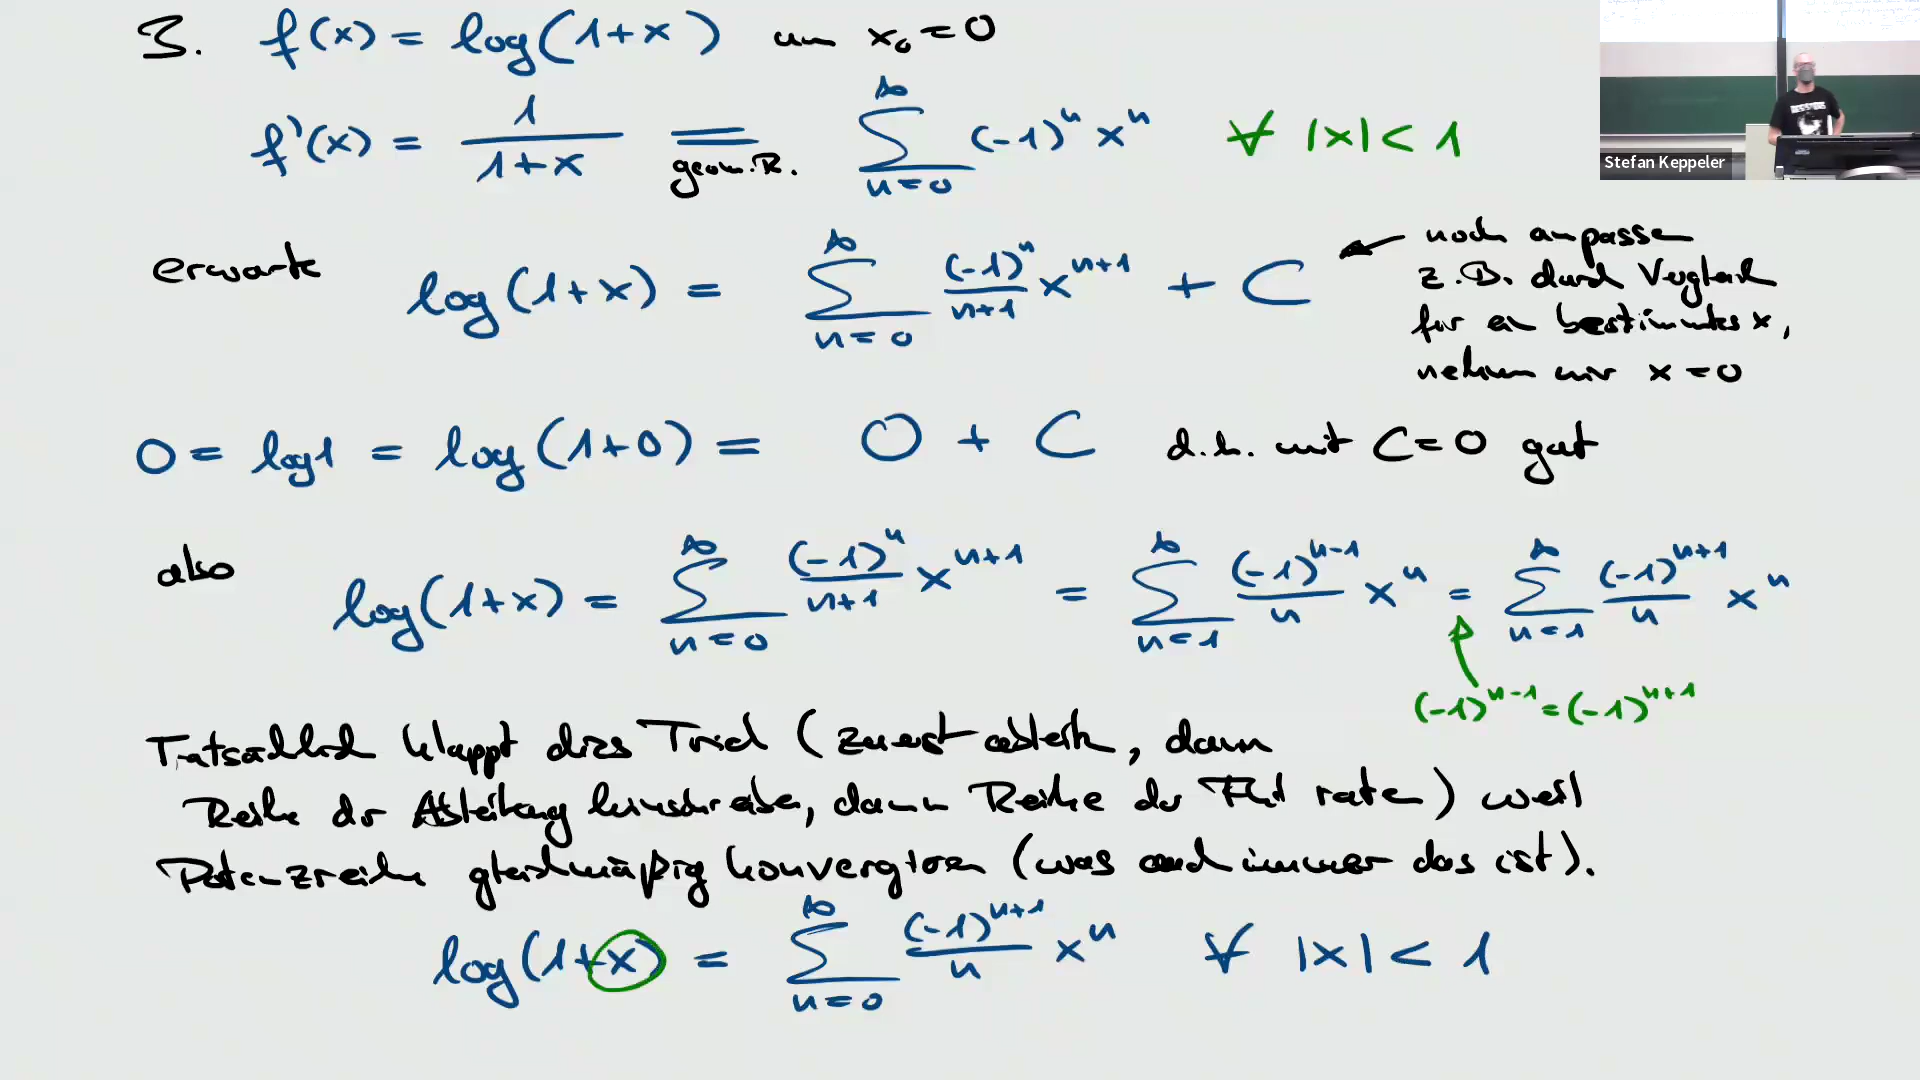 3. f(x) = log(1+x) um x₀ = 0
f'(x) = 1/(1+x) = geom. R. ∑_{n=0}^∞ (-1)^n x^n ∀ |x| < 1
erwarte log(1+x) = ∑_{n=0}^∞ (-1)^n/(n+1) x^{n+1} + C
noch anpassen
z.B. durch Vergleich
für ein bestimmtes x,
nehmen wir x = 0
0 = log1 = log(1+0) = 0 + C d.h. mit C = 0 gut
also log(1+x) = ∑_{n=0}^∞ (-1)^n/(n+1) x^{n+1} = ∑_{n=1}^∞ (-1)^{n-1}/n x^n = ∑_{n=1}^∞ (-1)^{n+1}/n x^n
(-1)^{n-1} = (-1)^{n+1}
Tatsächlich klappt dies Trick (zuerst ableiten, dann
Reihe der Ableitung hinschreiben, dann Reihe der Fkt raten) weil
Potenzreihen gleichmäßig konvergieren (was auch immer das ist).
log(1+x) = ∑_{n=0}^∞ (-1)^{n+1}/n x^n ∀ |x| < 1
Stefan Keppeler